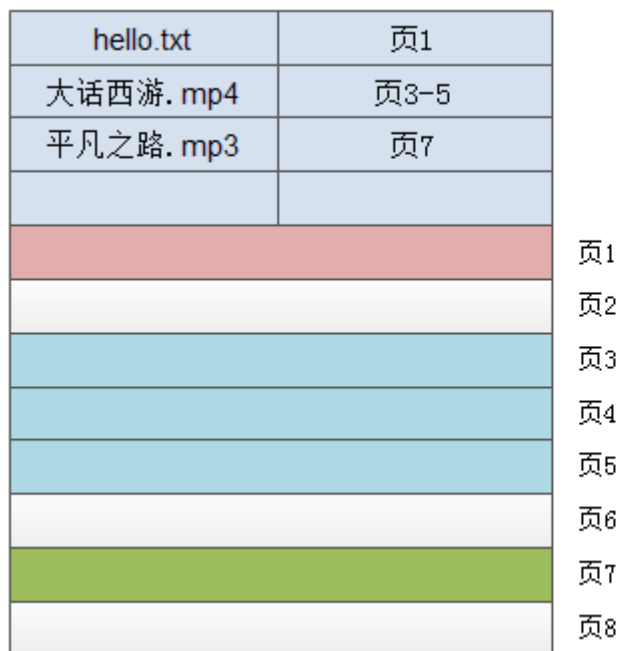 hello.txt 页1
大话西游. mp4 页3-5
平凡之路. mp3 页7
页1
页2
页3
页4
页5
页6
页7
页8